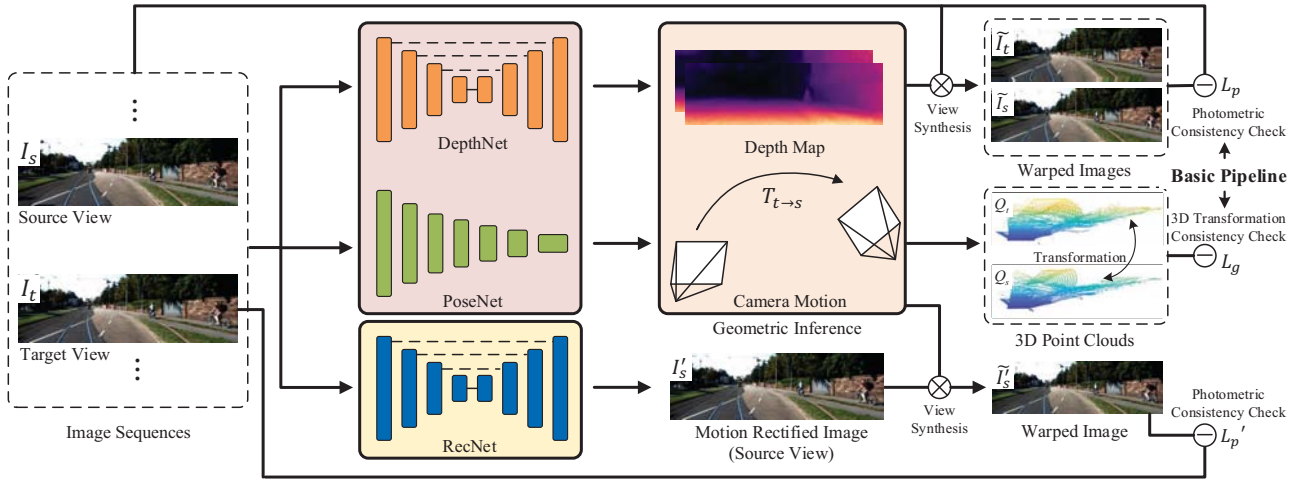 I_s
Source View
I_t
Target View
Image Sequences
DepthNet
PoseNet
RecNet
Depth Map
T_{t→s}
Camera Motion
Geometric Inference
I'_s
Motion Rectified Image
(Source View)
View
Synthesis
View
Synthesis
Ĩ_t
Ĩ_s
Warped Images
L_p
Photometric
Consistency Check
Basic Pipeline
3D Transformation
Consistency Check
L_g
Q_t
Transformation
Q_s
3D Point Clouds
Ĩ'_s
Warped Image
Photometric
Consistency Check
L_p'